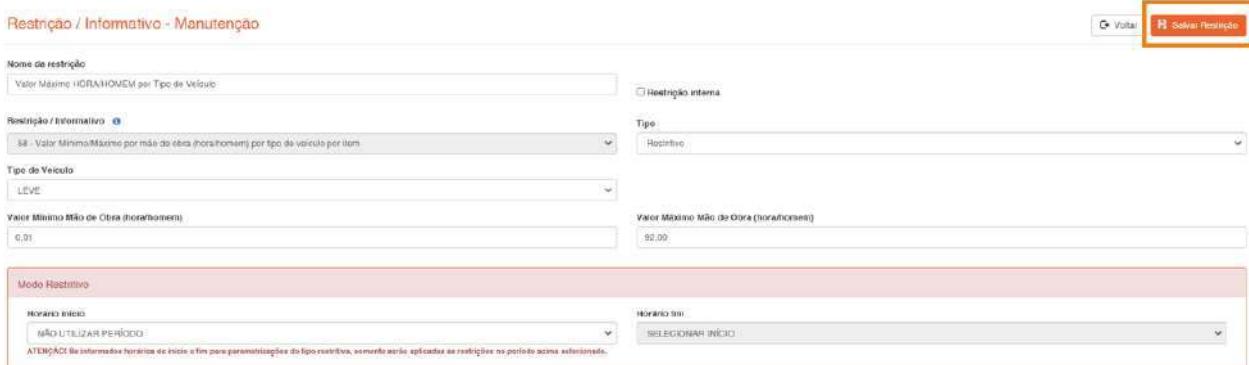 Restrição / Informativo - Manutenção
Voltar
Salvar Restrição
Nome da restrição
Valor Máximo HORA/HOMEM por Tipo de Veículo
Restrição interna
Restrição / Informativo
Tipo
58 - Valor Mínimo/Máximo por mão de obra (hora/homem) por tipo de veículo por item
Restritivo
Tipo de Veículo
LEVE
Valor Mínimo Mão de Obra (hora/homem)
Valor Máximo Mão de Obra (hora/homem)
0,01
92,00
Modo Restritivo
Horário Início
Horário fim
NÃO UTILIZAR PERÍODO
SELECIONAR INÍCIO
ATENÇÃO! Se informados horários de início e fim para parametrizações do tipo restritiva, somente serão aplicadas as restrições no período acima selecionado.